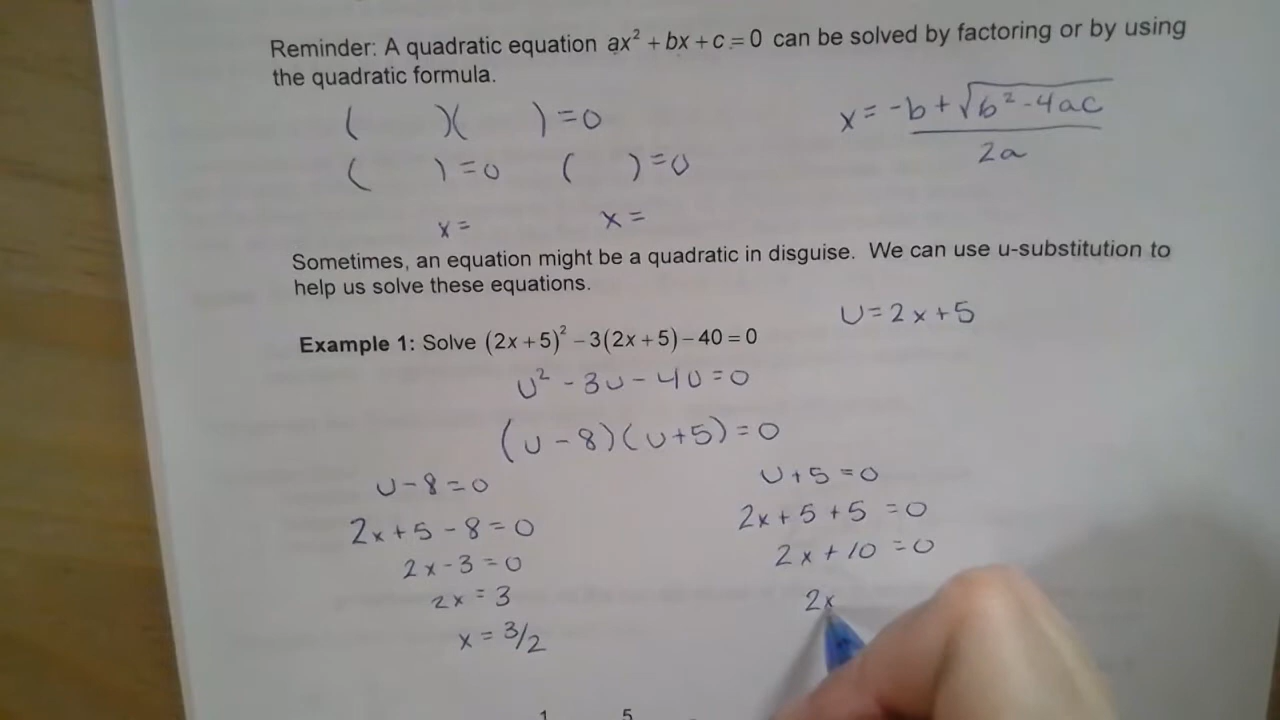 Reminder: A quadratic equation ax² + bx + c = 0 can be solved by factoring or by using
the quadratic formula.
(   )(   ) = 0
x = -b + √b² - 4ac / 2a
(   ) = 0   (   ) = 0
x =   x =
Sometimes, an equation might be a quadratic in disguise. We can use u-substitution to
help us solve these equations.
U = 2x + 5
Example 1: Solve (2x + 5)² - 3(2x + 5) - 40 = 0
U² - 3U - 40 = 0
(U - 8)(U + 5) = 0
U - 8 = 0   U + 5 = 0
2x + 5 - 8 = 0   2x + 5 + 5 = 0
2x - 3 = 0   2x + 10 = 0
2x = 3   2x
x = 3/2
1   5